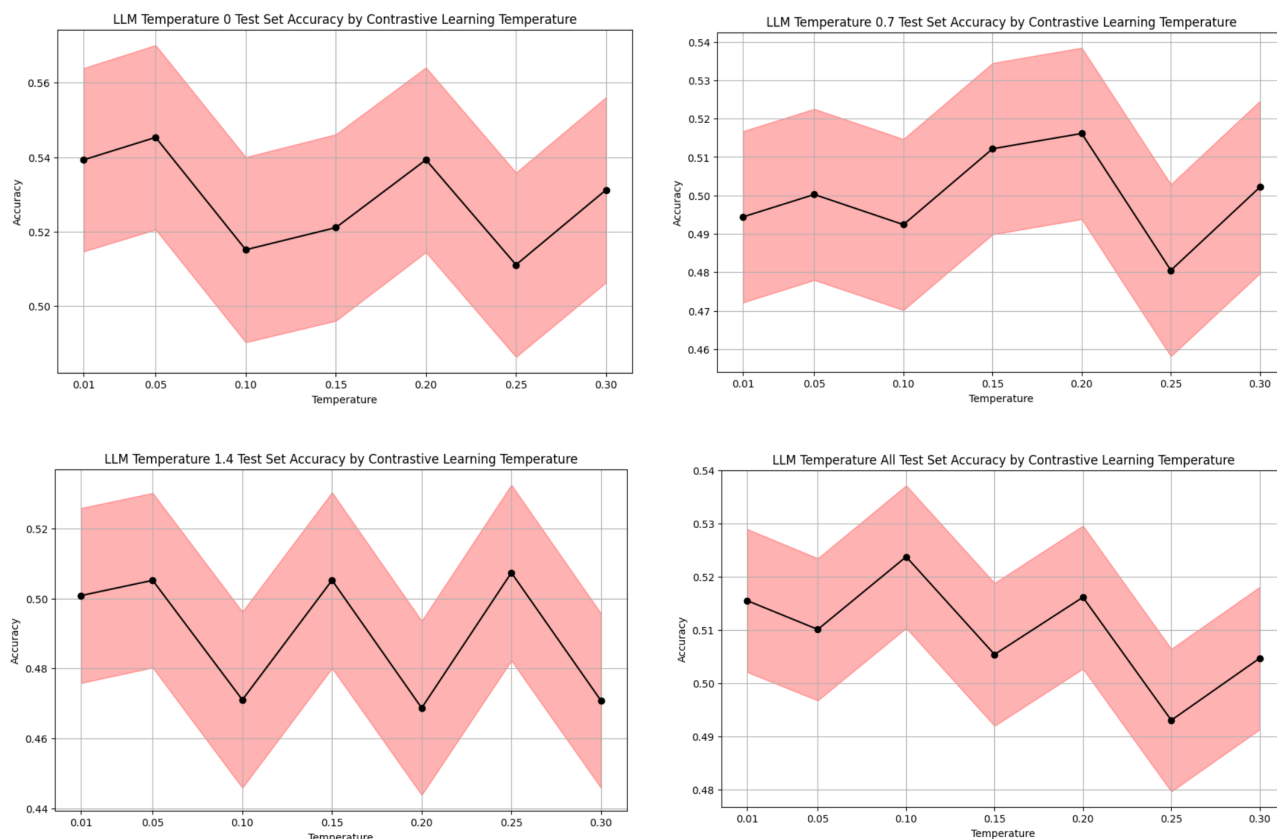 LLM Temperature 0 Test Set Accuracy by Contrastive Learning Temperature
0.56
0.54
0.52
0.50
Accuracy
0.01 0.05 0.10 0.15 0.20 0.25 0.30
Temperature
LLM Temperature 0.7 Test Set Accuracy by Contrastive Learning Temperature
0.54
0.53
0.52
0.51
0.50
0.49
0.48
0.47
0.46
Accuracy
0.01 0.05 0.10 0.15 0.20 0.25 0.30
Temperature
LLM Temperature 1.4 Test Set Accuracy by Contrastive Learning Temperature
0.52
0.50
0.48
0.46
0.44
Accuracy
0.01 0.05 0.10 0.15 0.20 0.25 0.30
Temperature
LLM Temperature All Test Set Accuracy by Contrastive Learning Temperature
0.54
0.53
0.52
0.51
0.50
0.49
0.48
Accuracy
0.01 0.05 0.10 0.15 0.20 0.25 0.30
Temperature